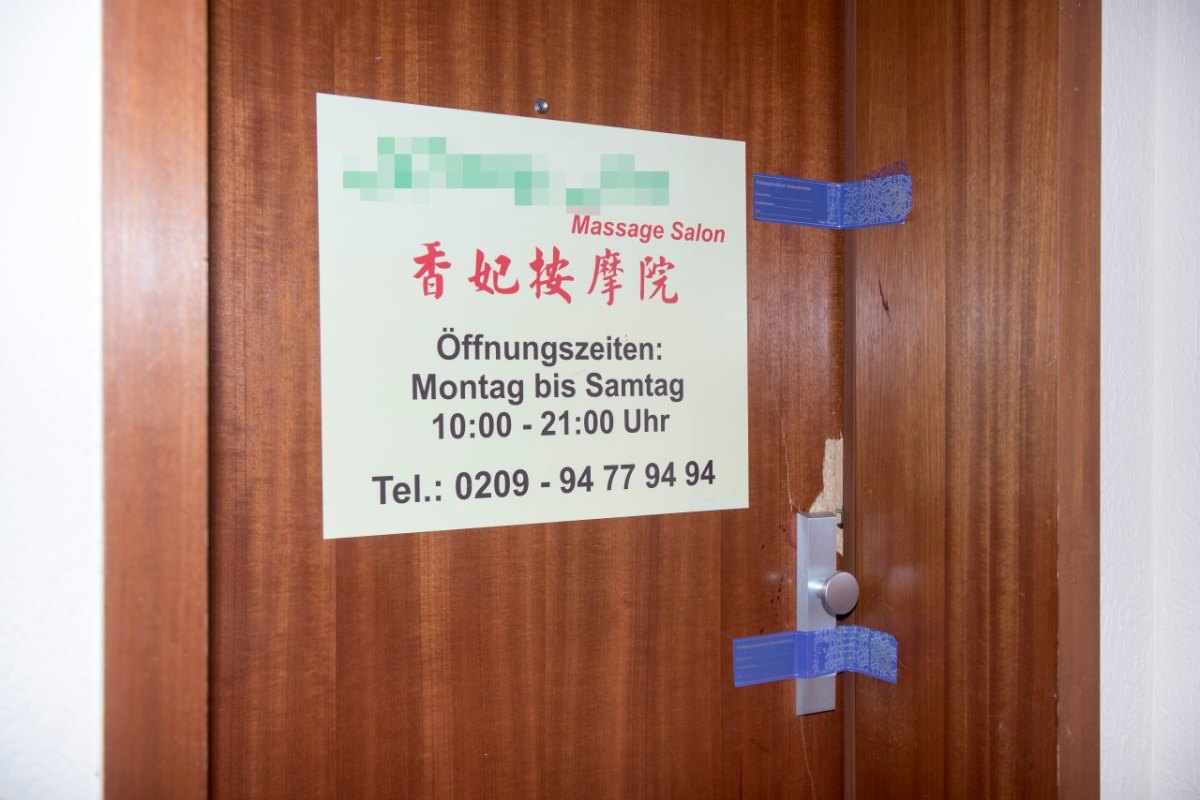 Massage Salon
香妃按摩院
Öffnungszeiten:
Montag bis Samtag
10:00 - 21:00 Uhr
Tel.: 0209 - 94 77 94 94